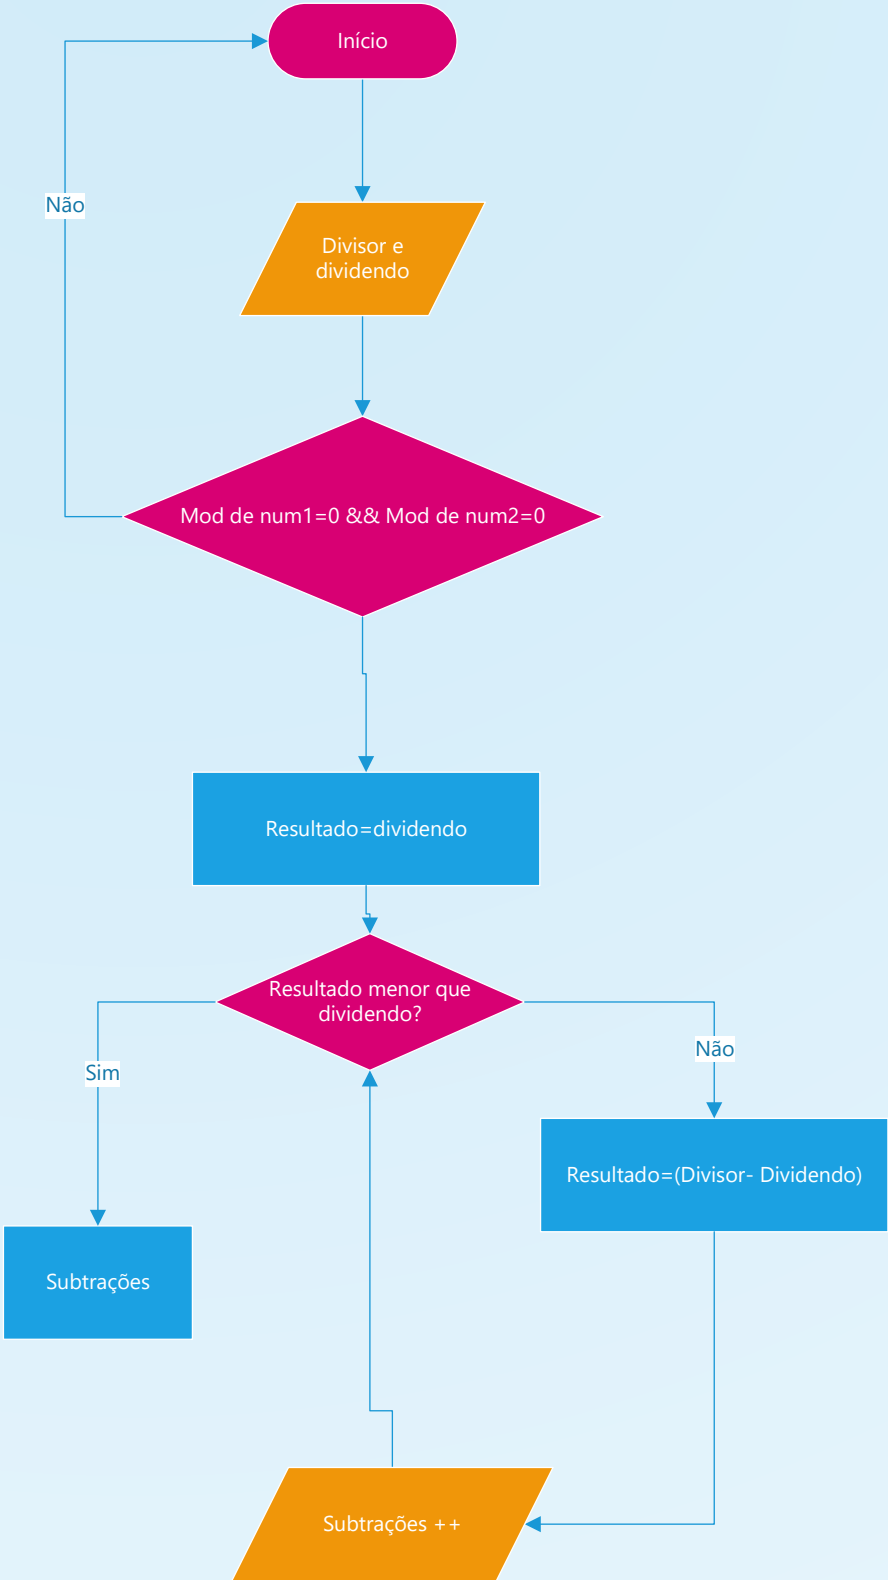 Início
Não
Divisor e
dividendo
Mod de num1=0 && Mod de num2=0
Resultado=dividendo
Resultado menor que
dividendo?
Sim
Não
Resultado=(Divisor- Dividendo)
Subtrações
Subtrações ++